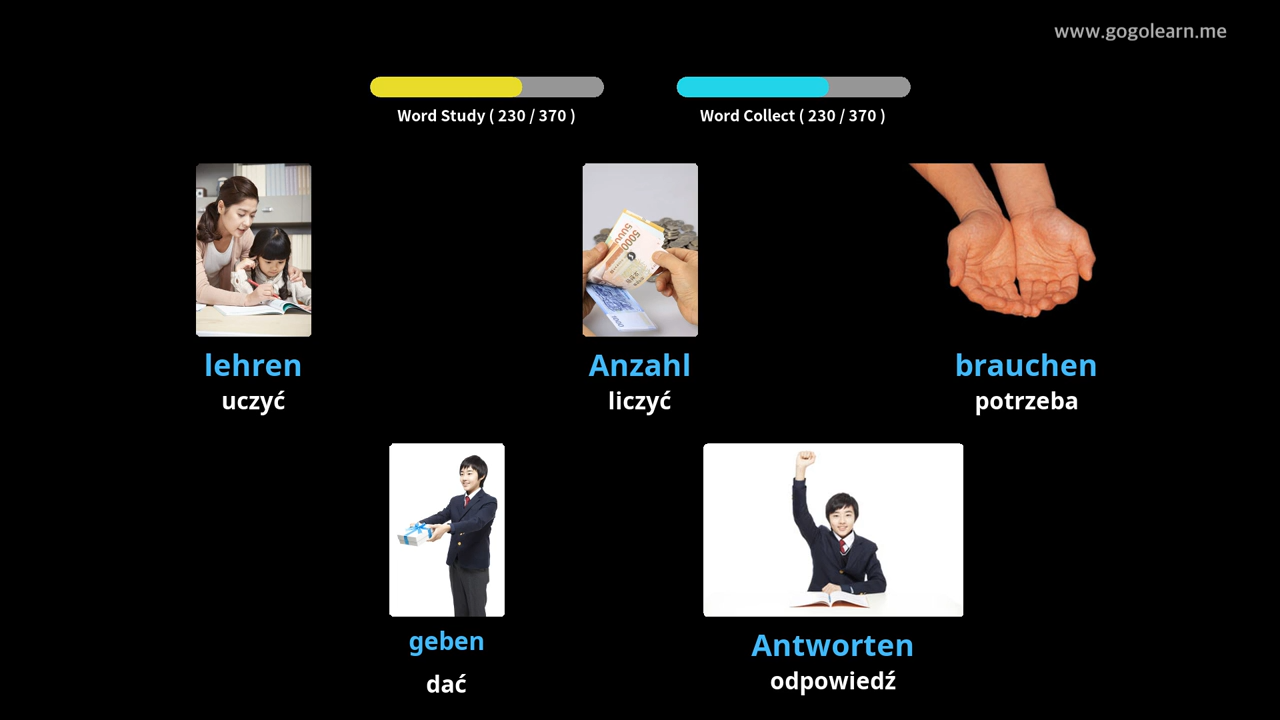 www.gogolearn.me
Word Study ( 230 / 370 )
Word Collect ( 230 / 370 )
lehren
uczyć
Anzahl
liczyć
brauchen
potrzeba
geben
dać
Antworten
odpowiedź